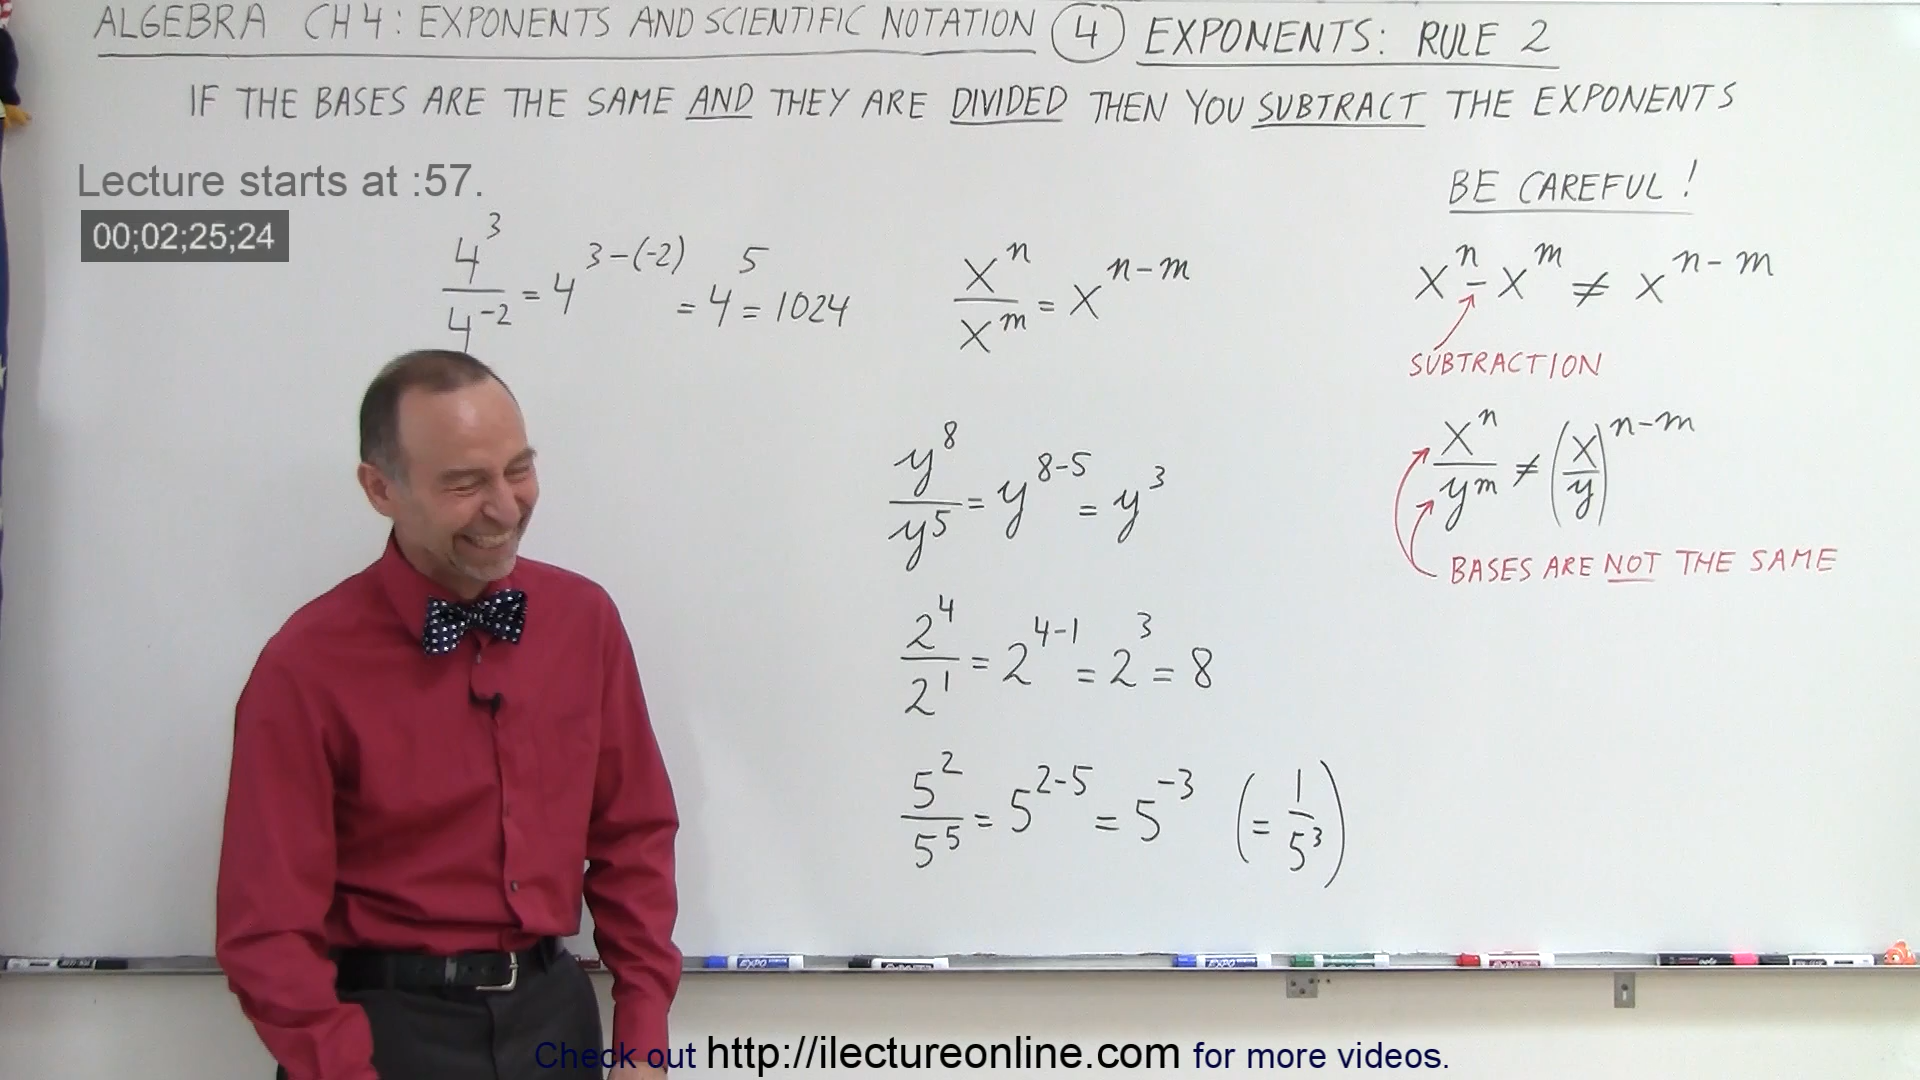 ALGEBRA CH 4: EXPONENTS AND SCIENTIFIC NOTATION ④ EXPONENTS: RULE 2
IF THE BASES ARE THE SAME AND THEY ARE DIVIDED THEN YOU SUBTRACT THE EXPONENTS
Lecture starts at :57.
00;02;25;24
4^3 / 4^-2 = 4^3-(-2) = 4^5 = 1024
x^n / x^m = x^n-m
y^8 / y^5 = y^8-5 = y^3
2^4 / 2^1 = 2^4-1 = 2^3 = 8
5^2 / 5^5 = 5^2-5 = 5^-3 (= 1 / 5^3)
BE CAREFUL!
x^n - x^m ≠ x^n-m
SUBTRACTION
x^n / y^m ≠ (x / y)^n-m
BASES ARE NOT THE SAME
EXPO
EXPO
Check out http://ilectureonline.com for more videos.